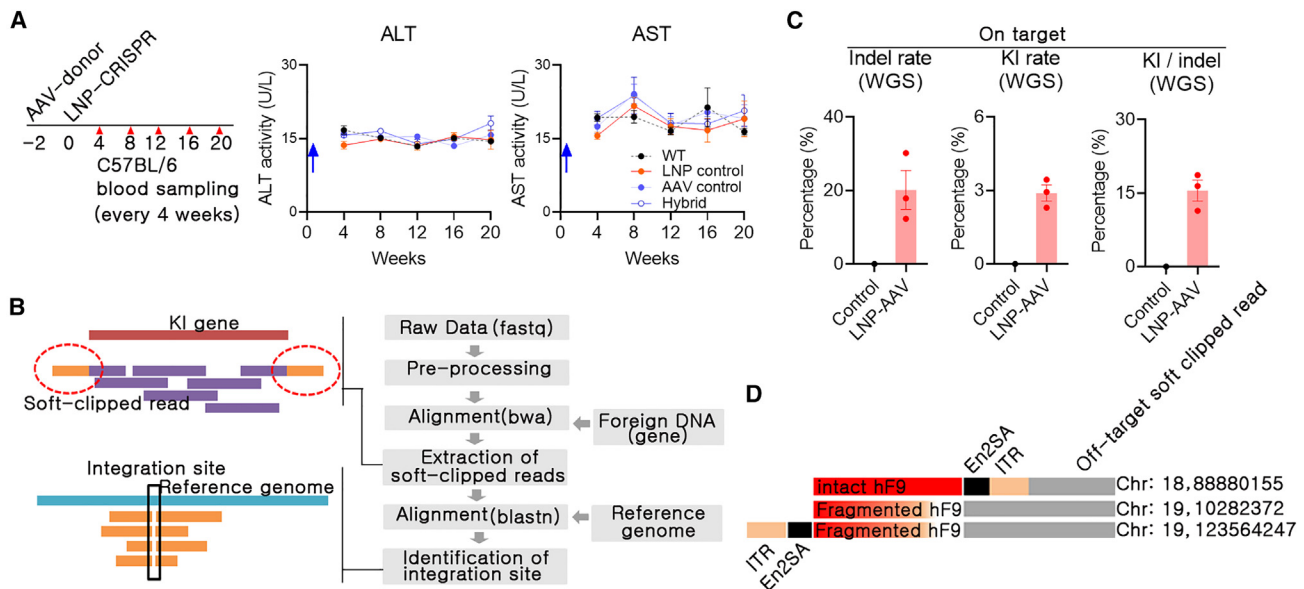 A
AAV-donor
LNP-CRISPR
-2 0 4 8 12 16 20
C57BL/6
blood sampling
(every 4 weeks)
ALT
ALT activity (U/L)
30
15
0
0 4 8 12 16 20
Weeks
AST
AST activity (U/L)
30
15
0
WT
LNP control
AAV control
Hybrid
0 4 8 12 16 20
Weeks
B
KI gene
Soft-clipped read
Integration site
Reference genome
Raw Data (fastq)
Pre-processing
Alignment(bwa)
Foreign DNA
(gene)
Extraction of
soft-clipped reads
Alignment(blastn)
Reference
genome
Identification of
integration site
C
On target
Indel rate
(WGS)
Percentage (%)
40
20
0
Control
LNP-AAV
KI rate
(WGS)
Percentage (%)
6
3
0
Control
LNP-AAV
KI / indel
(WGS)
Percentage (%)
30
15
0
Control
LNP-AAV
D
En2SA
ITR
Off-target soft clipped read
intact hF9
Chr: 18,88880155
Fragmented hF9
Chr: 19,10282372
Fragmented hF9
Chr: 19,123564247
ITR
En2SA